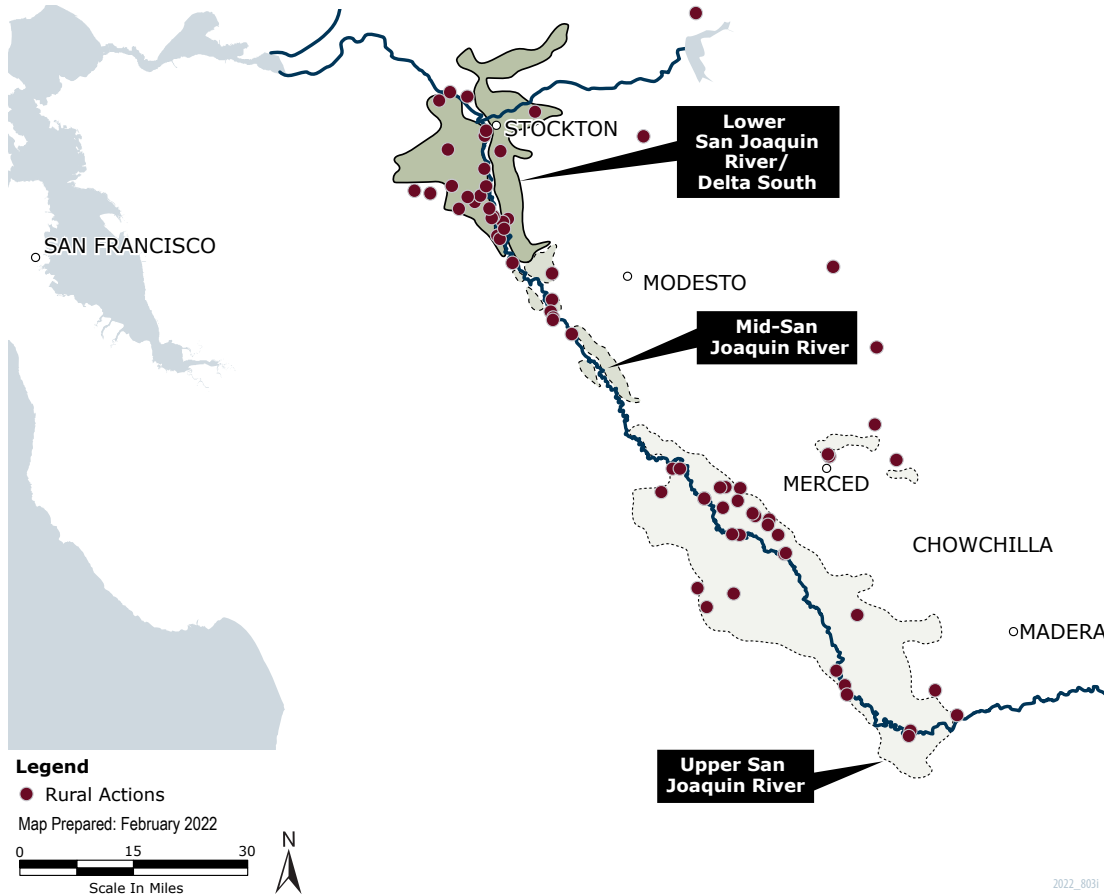 STOCKTON
Lower
San Joaquin
River/
Delta South
SAN FRANCISCO
MODESTO
Mid-San
Joaquin River
MERCED
CHOWCHILLA
MADERA
Upper San
Joaquin River
Legend
Rural Actions
Map Prepared: February 2022
0 15 30
Scale In Miles
N
2022_803i